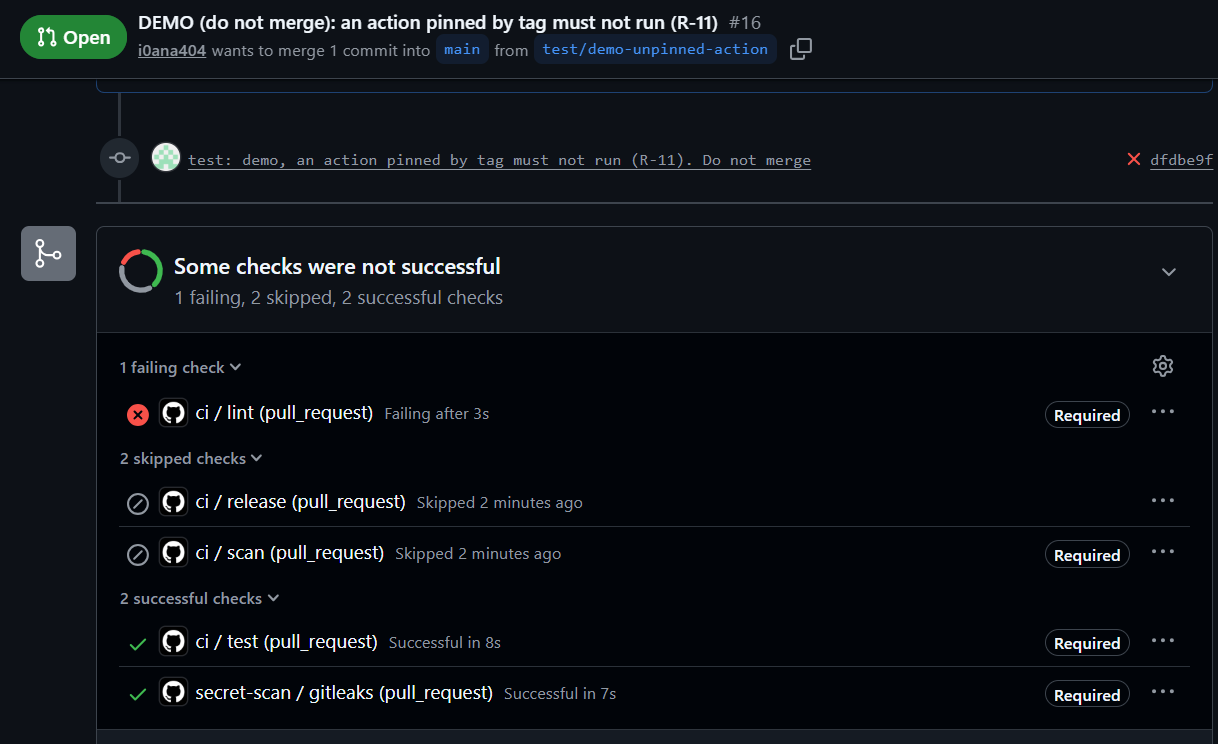 Open
DEMO (do not merge): an action pinned by tag must not run (R-11) #16
i0ana404 wants to merge 1 commit into main from test/demo-unpinned-action
test: demo, an action pinned by tag must not run (R-11). Do not merge
dfdbe9f
Some checks were not successful
1 failing, 2 skipped, 2 successful checks
1 failing check
ci / lint (pull_request) Failing after 3s Required
2 skipped checks
ci / release (pull_request) Skipped 2 minutes ago
ci / scan (pull_request) Skipped 2 minutes ago Required
2 successful checks
ci / test (pull_request) Successful in 8s Required
secret-scan / gitleaks (pull_request) Successful in 7s Required